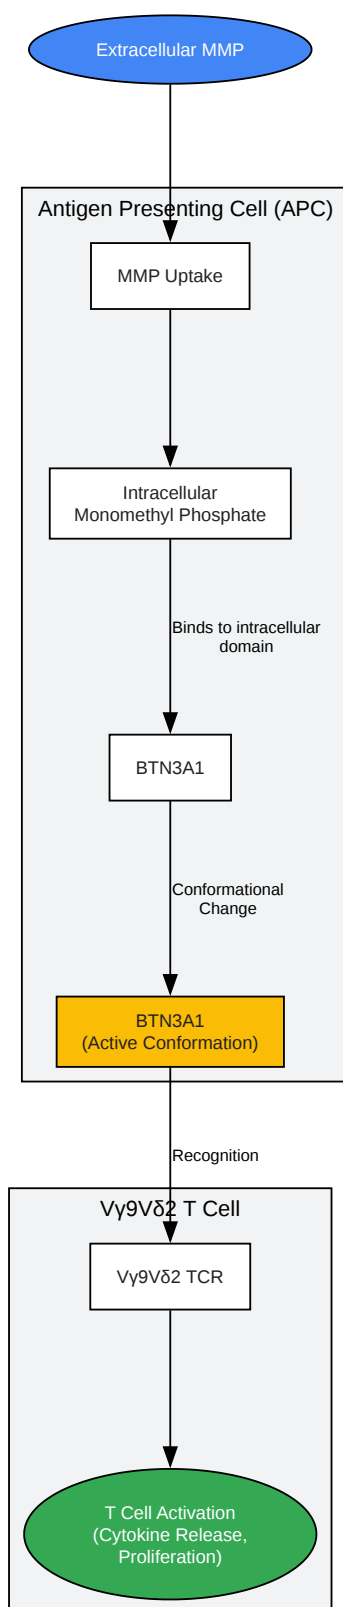 Extracellular MMP
Antigen Presenting Cell (APC)
MMP Uptake
Intracellular
Monomethyl Phosphate
Binds to intracellular
domain
BTN3A1
Conformational
Change
BTN3A1
(Active Conformation)
Recognition
Vγ9Vδ2 T Cell
Vγ9Vδ2 TCR
T Cell Activation
(Cytokine Release,
Proliferation)